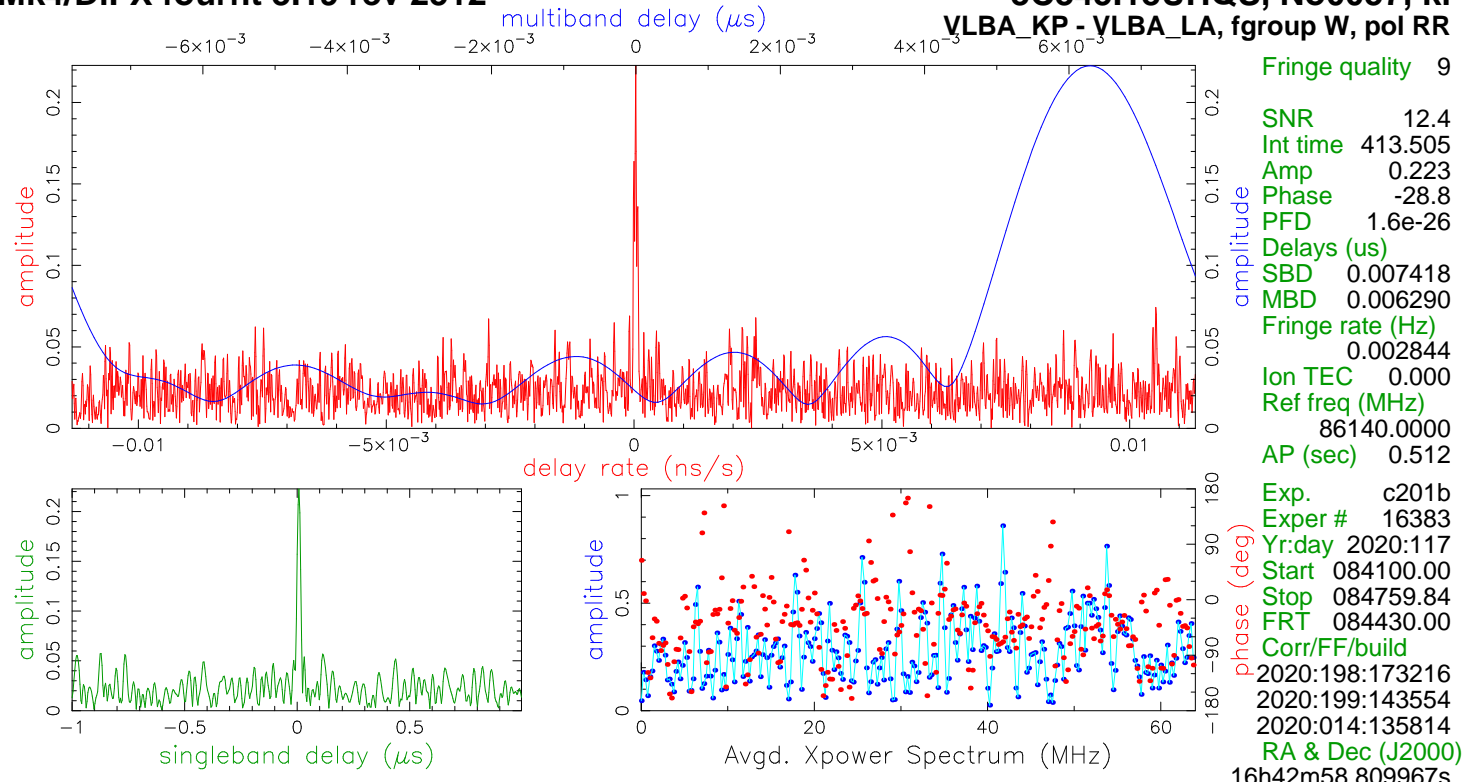 multiband delay (μs)
VLBA_KP - VLBA_LA, fgroup W, pol RR
−6×10⁻³ −4×10⁻³ −2×10⁻³ 0 2×10⁻³ 4×10⁻³ 6×10⁻³
amplitude
0 0.05 0.1 0.15 0.2
amplitude
0 0.05 0.1 0.15 0.2
−0.01 −5×10⁻³ 0 5×10⁻³ 0.01
delay rate (ns/s)
Fringe quality 9
SNR 12.4
Int time 413.505
Amp 0.223
Phase -28.8
PFD 1.6e-26
Delays (us)
SBD 0.007418
MBD 0.006290
Fringe rate (Hz)
0.002844
Ion TEC 0.000
Ref freq (MHz)
86140.0000
AP (sec) 0.512
Exp. c201b
Exper # 16383
Yr:day 2020:117
Start 084100.00
Stop 084759.84
FRT 084430.00
Corr/FF/build
2020:198:173216
2020:199:143554
2020:014:135814
RA & Dec (J2000)
16h42m58.809967s
amplitude
0 0.05 0.1 0.15 0.2
−1 −0.5 0 0.5
singleband delay (μs)
amplitude
0 0.5 1
phase (deg)
−180 −90 0 90 180
0 20 40 60
Avgd. Xpower Spectrum (MHz)